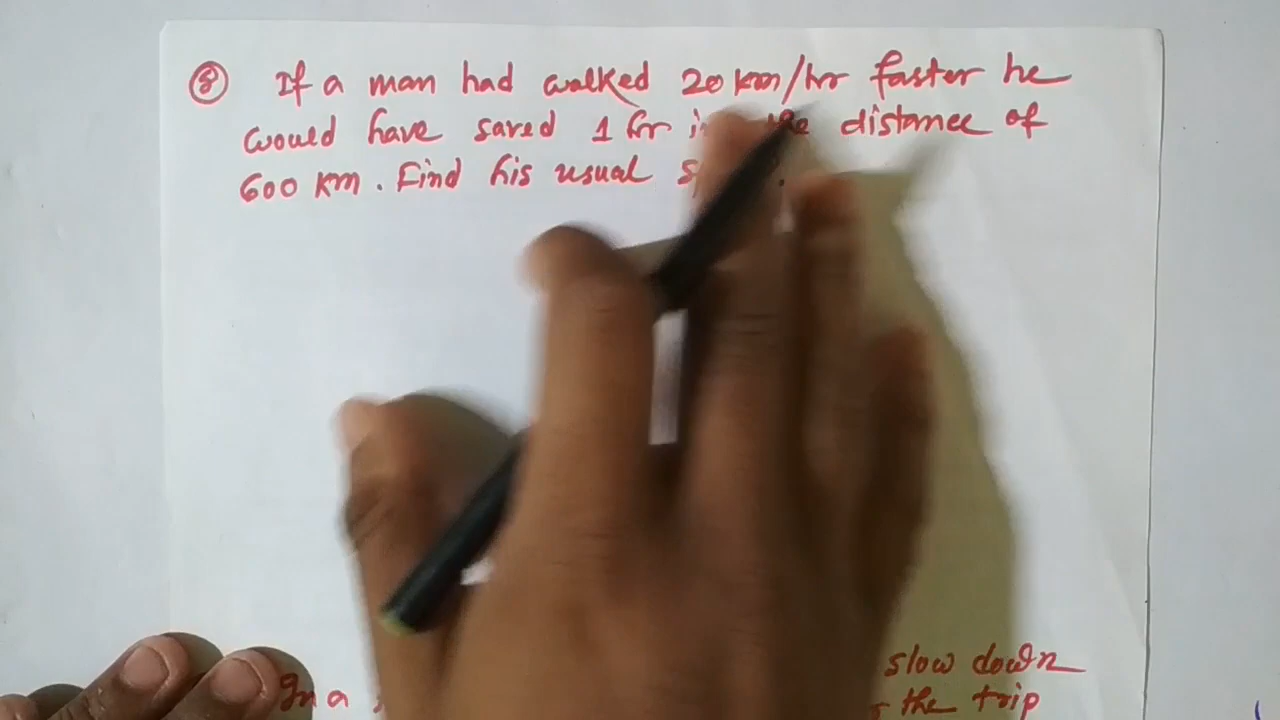 8 If a man had walked 20 km/hr faster he
would have saved 1 hr the distance of
600 km. Find his usual
slow down
In a the trip